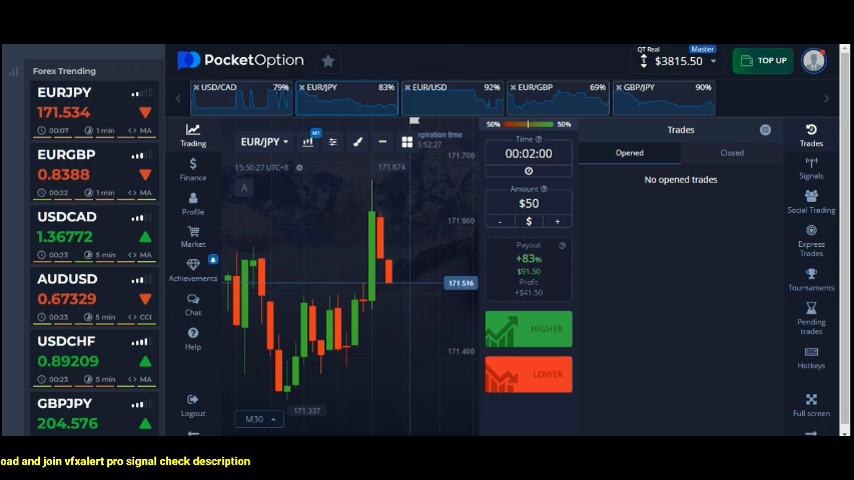 Forex Trending
EURJPY
171.534
00:07 1 min MA
EURGBP
0.8388
00:22 1 min MA
USDCAD
1.36772
00:23 5 min MA
AUDUSD
0.67329
00:23 5 min CCI
USDCHF
0.89209
00:23 5 min MA
GBPJPY
204.576
PocketOption
QT Real
Master
$3815.50
TOP UP
USD/CAD 79%
EUR/JPY 83%
EUR/USD 92%
EUR/GBP 69%
GBP/JPY 90%
Trading
Finance
Profile
Market
Achievements
Chat
Help
Logout
EUR/JPY
M1
15:50:27 UTC+8
A
xpiration time
5:52:27
171.674
171.700
171.600
171.516
171.400
171.337
M30
50% 50%
Time
00:02:00
Amount
$50
- $ +
Payout
+83%
$91.50
Profit
+$41.50
HIGHER
LOWER
Trades
Opened Closed
No opened trades
Trades
Signals
Social Trading
Express
Trades
Tournaments
Pending
trades
Hotkeys
Full screen
oad and join vfxalert pro signal check description